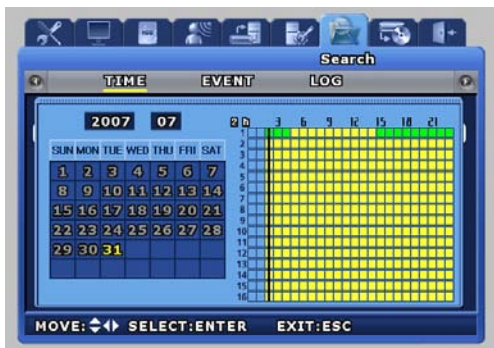 Search
TIME EVENT LOG
2007 07
2 h 3 6 9 12 15 18 21
SUN MON TUE WED THU FRI SAT
1 2 3 4 5 6 7
8 9 10 11 12 13 14
15 16 17 18 19 20 21
22 23 24 25 26 27 28
29 30 31
1
2
3
4
5
6
7
8
9
10
11
12
13
14
15
16
MOVE: SELECT:ENTER EXIT:ESC